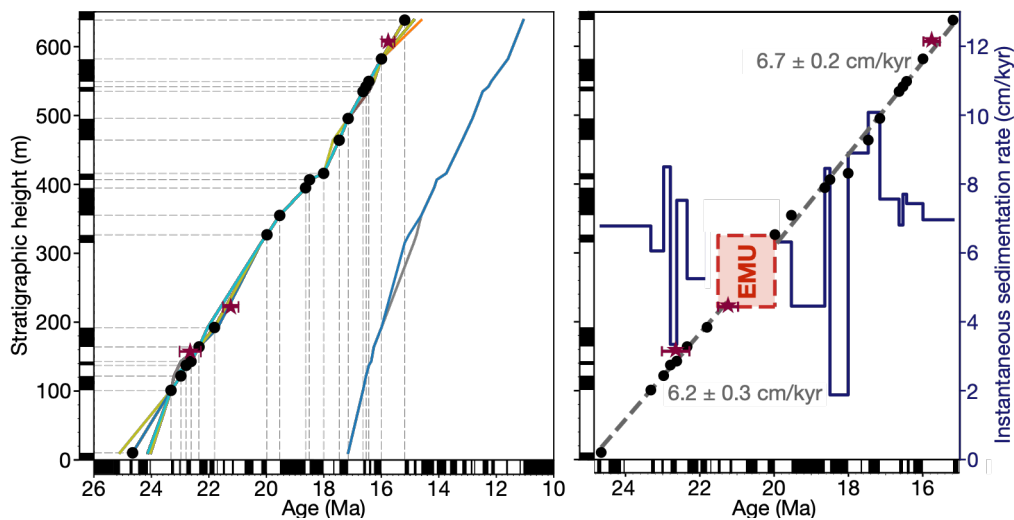 600
500
400
300
200
100
0
Stratigraphic height (m)
26 24 22 20 18 16 14 12 10
Age (Ma)
6.7 ± 0.2 cm/kyr
EMU
6.2 ± 0.3 cm/kyr
24 22 20 18 16
Age (Ma)
12
10
8
6
4
2
0
Instantaneous sedimentation rate (cm/kyr)